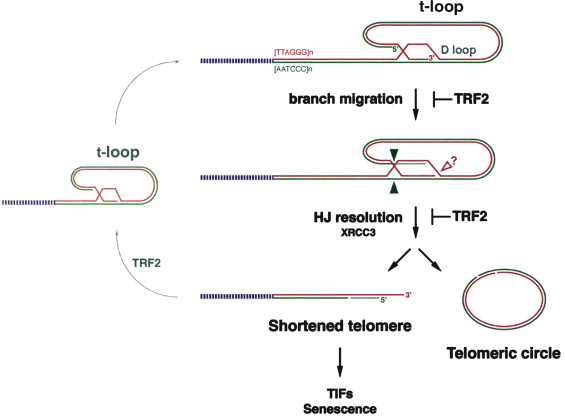 t-loop
[TTAGGG]n
5'
3'
D loop
[AATCCC]n
branch migration
TRF2
t-loop
?
HJ resolution
XRCC3
TRF2
TRF2
3'
5'
Shortened telomere
Telomeric circle
TIFs
Senescence